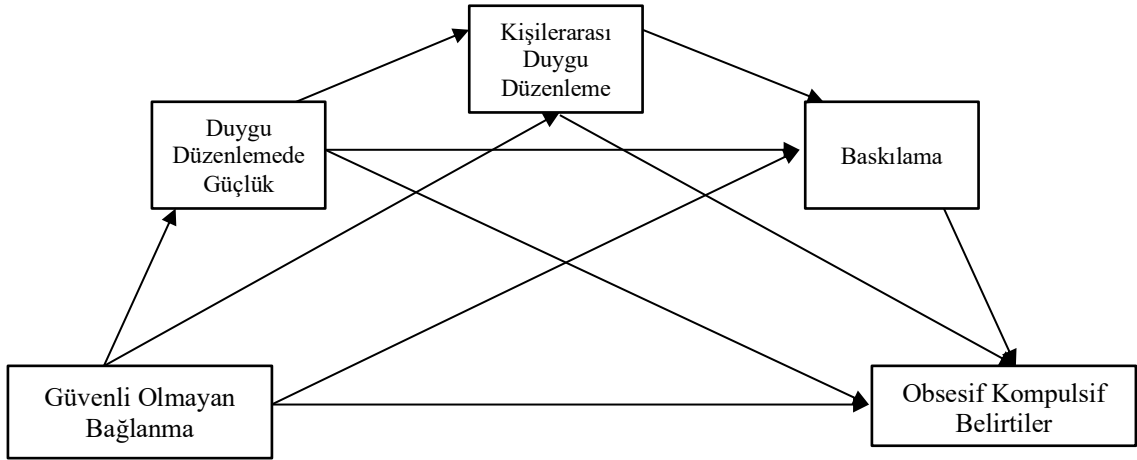 Kişilerarası
Duygu
Düzenleme
Duygu
Düzenlemede
Güçlük
Baskılama
Güvenli Olmayan
Bağlanma
Obsesif Kompulsif
Belirtiler